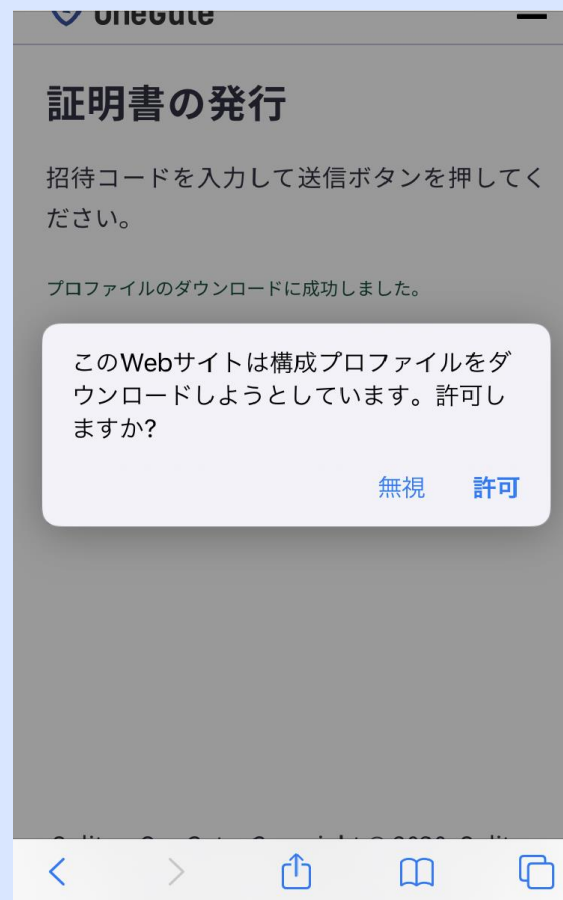 OneGate
証明書の発行
招待コードを入力して送信ボタンを押してく
ださい。
プロファイルのダウンロードに成功しました。
このWebサイトは構成プロファイルをダ
ウンロードしようとしています。許可し
ますか?
無視 許可